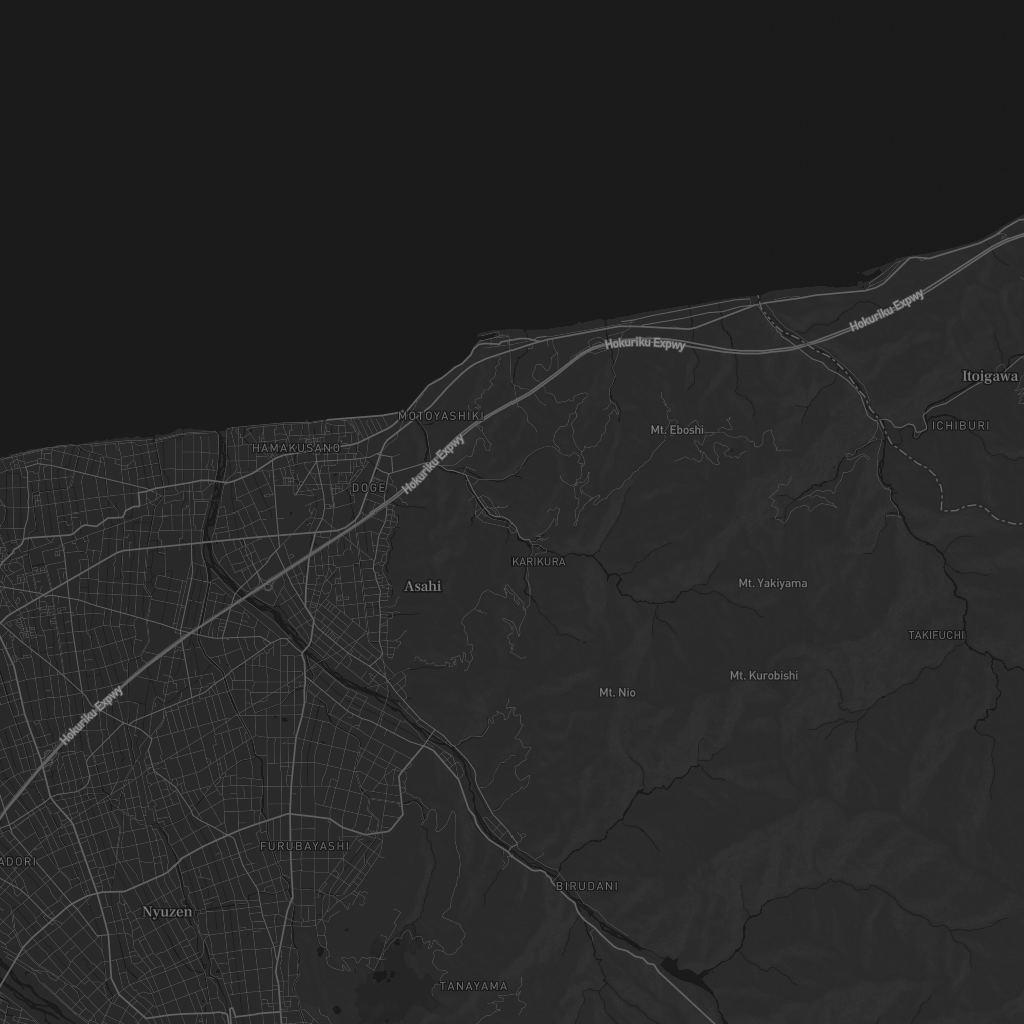 Hokuriku Expwy
Hokuriku Expwy
Itoigawa
MOTOYASHIKI
ICHIBURI
Mt. Eboshi
HAMAKUSANO
Hokuriku Expwy
DOGE
KARIKURA
Asahi
Mt. Yakiyama
TAKIFUCHI
Mt. Kurobishi
Mt. Nio
Hokuriku Expwy
FURUBAYASHI
ADORI
BIRUDANI
Nyuzen
TANAYAMA